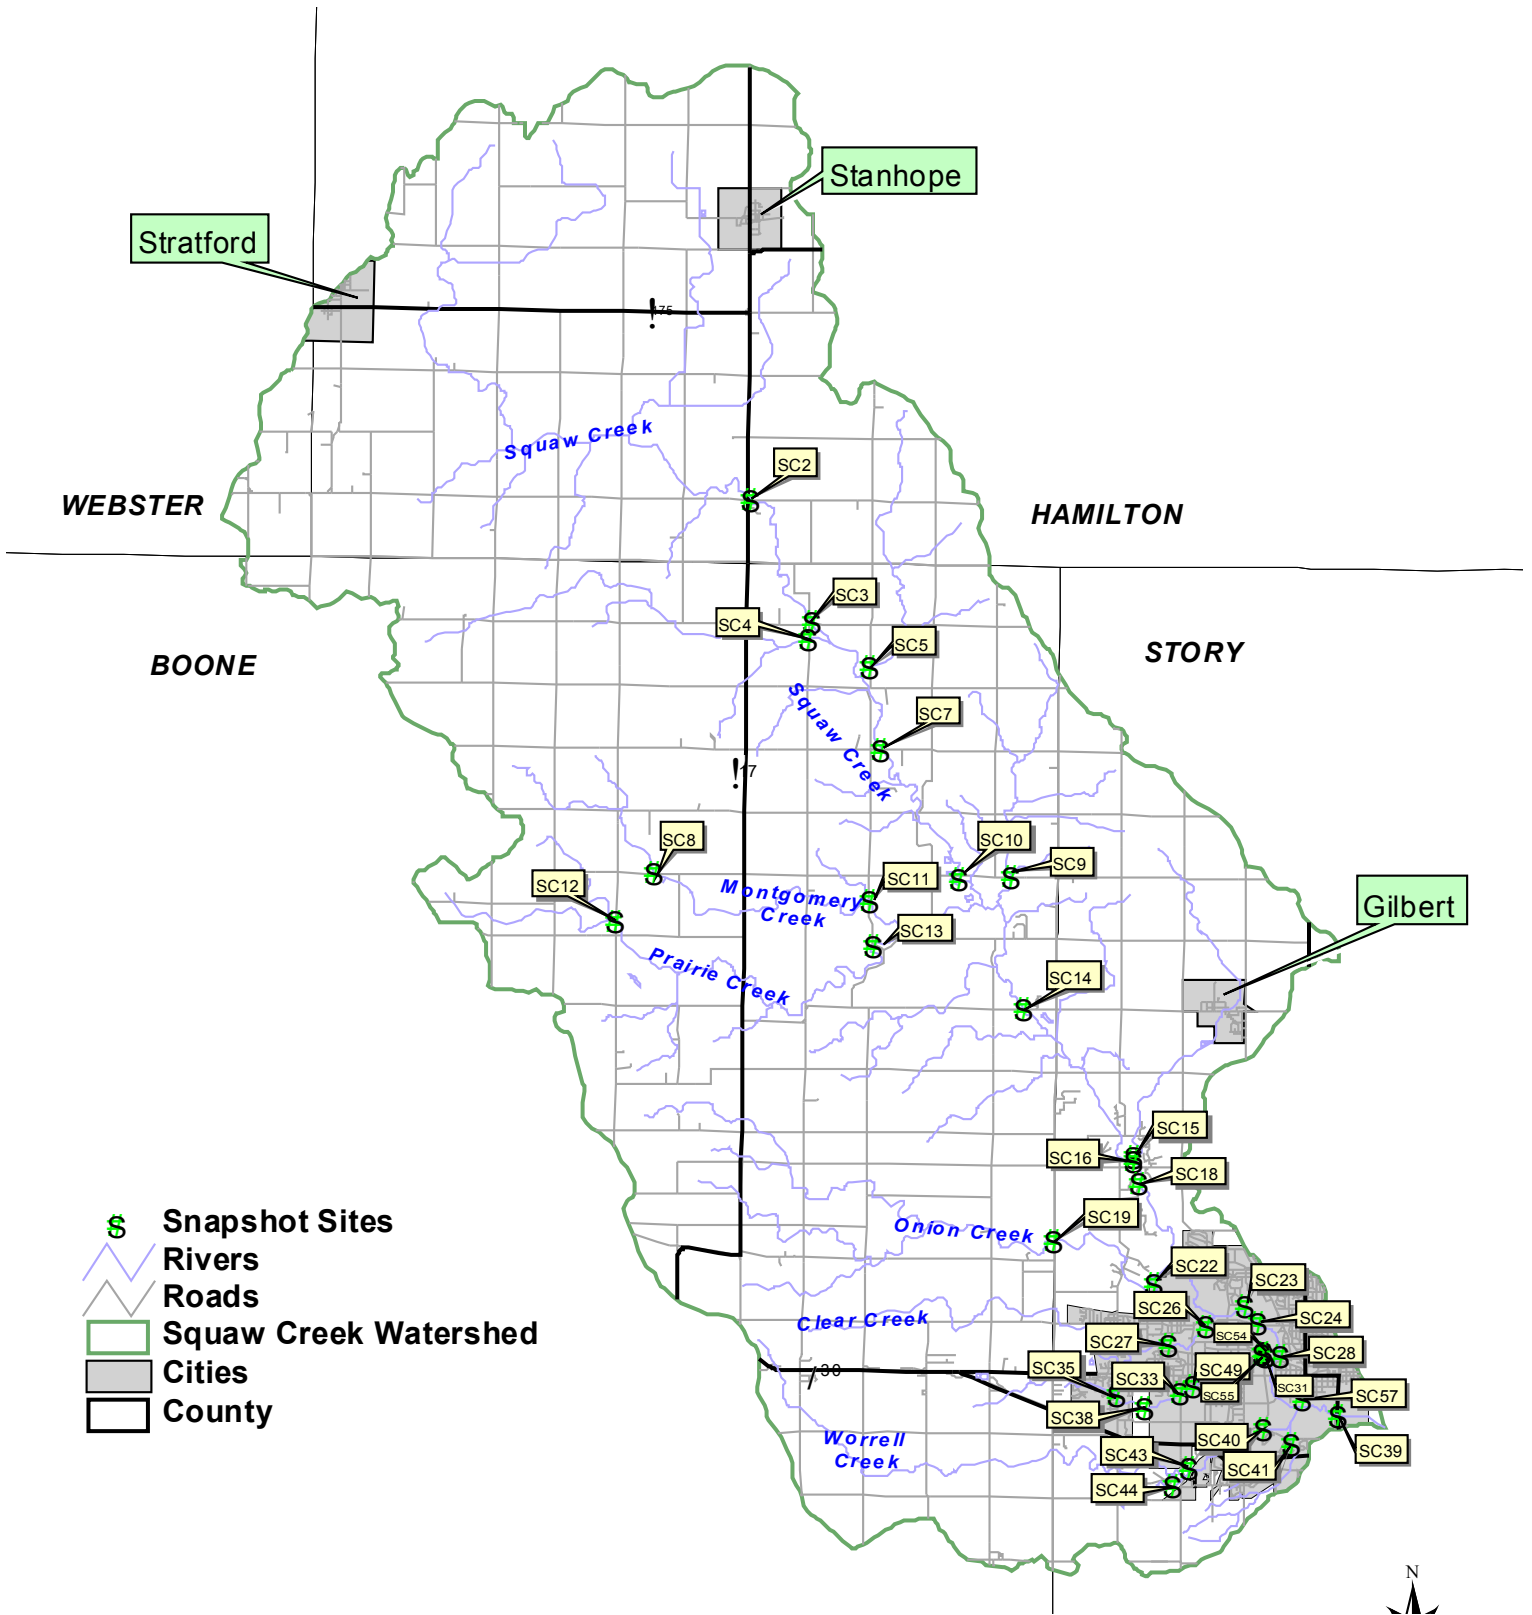 Stanhope
Stratford
175
Squaw Creek
SC2
WEBSTER
HAMILTON
SC3
SC4
SC5
BOONE
STORY
Squaw Creek
SC7
17
SC8
SC10
SC9
SC12
SC11
Montgomery
Creek
Gilbert
SC13
Prairie Creek
SC14
SC15
SC16
SC18
SC19
Onion Creek
Snapshot Sites
Rivers
Roads
Squaw Creek Watershed
Cities
County
SC22
SC23
SC26
SC24
Clear Creek
SC54
SC27
SC28
SC35
30
SC33
SC49
SC31
SC55
SC57
SC38
Worrell
Creek
SC40
SC43
SC39
SC41
SC44
N